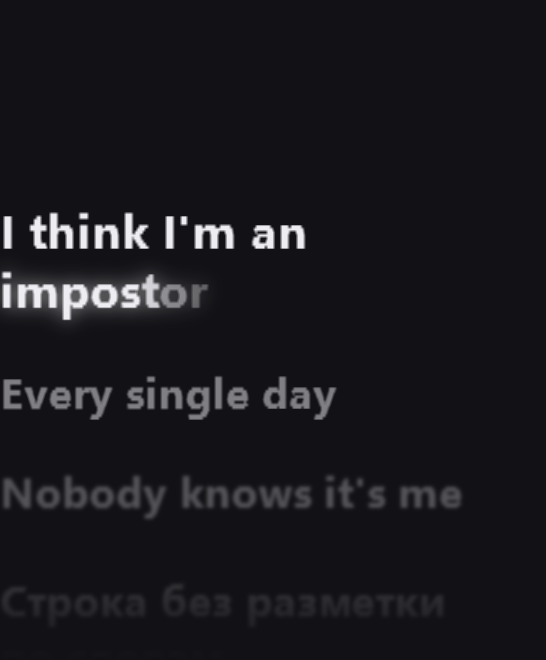 I think I'm an
impostor
Every single day
Nobody knows it's me
Строка без разметки